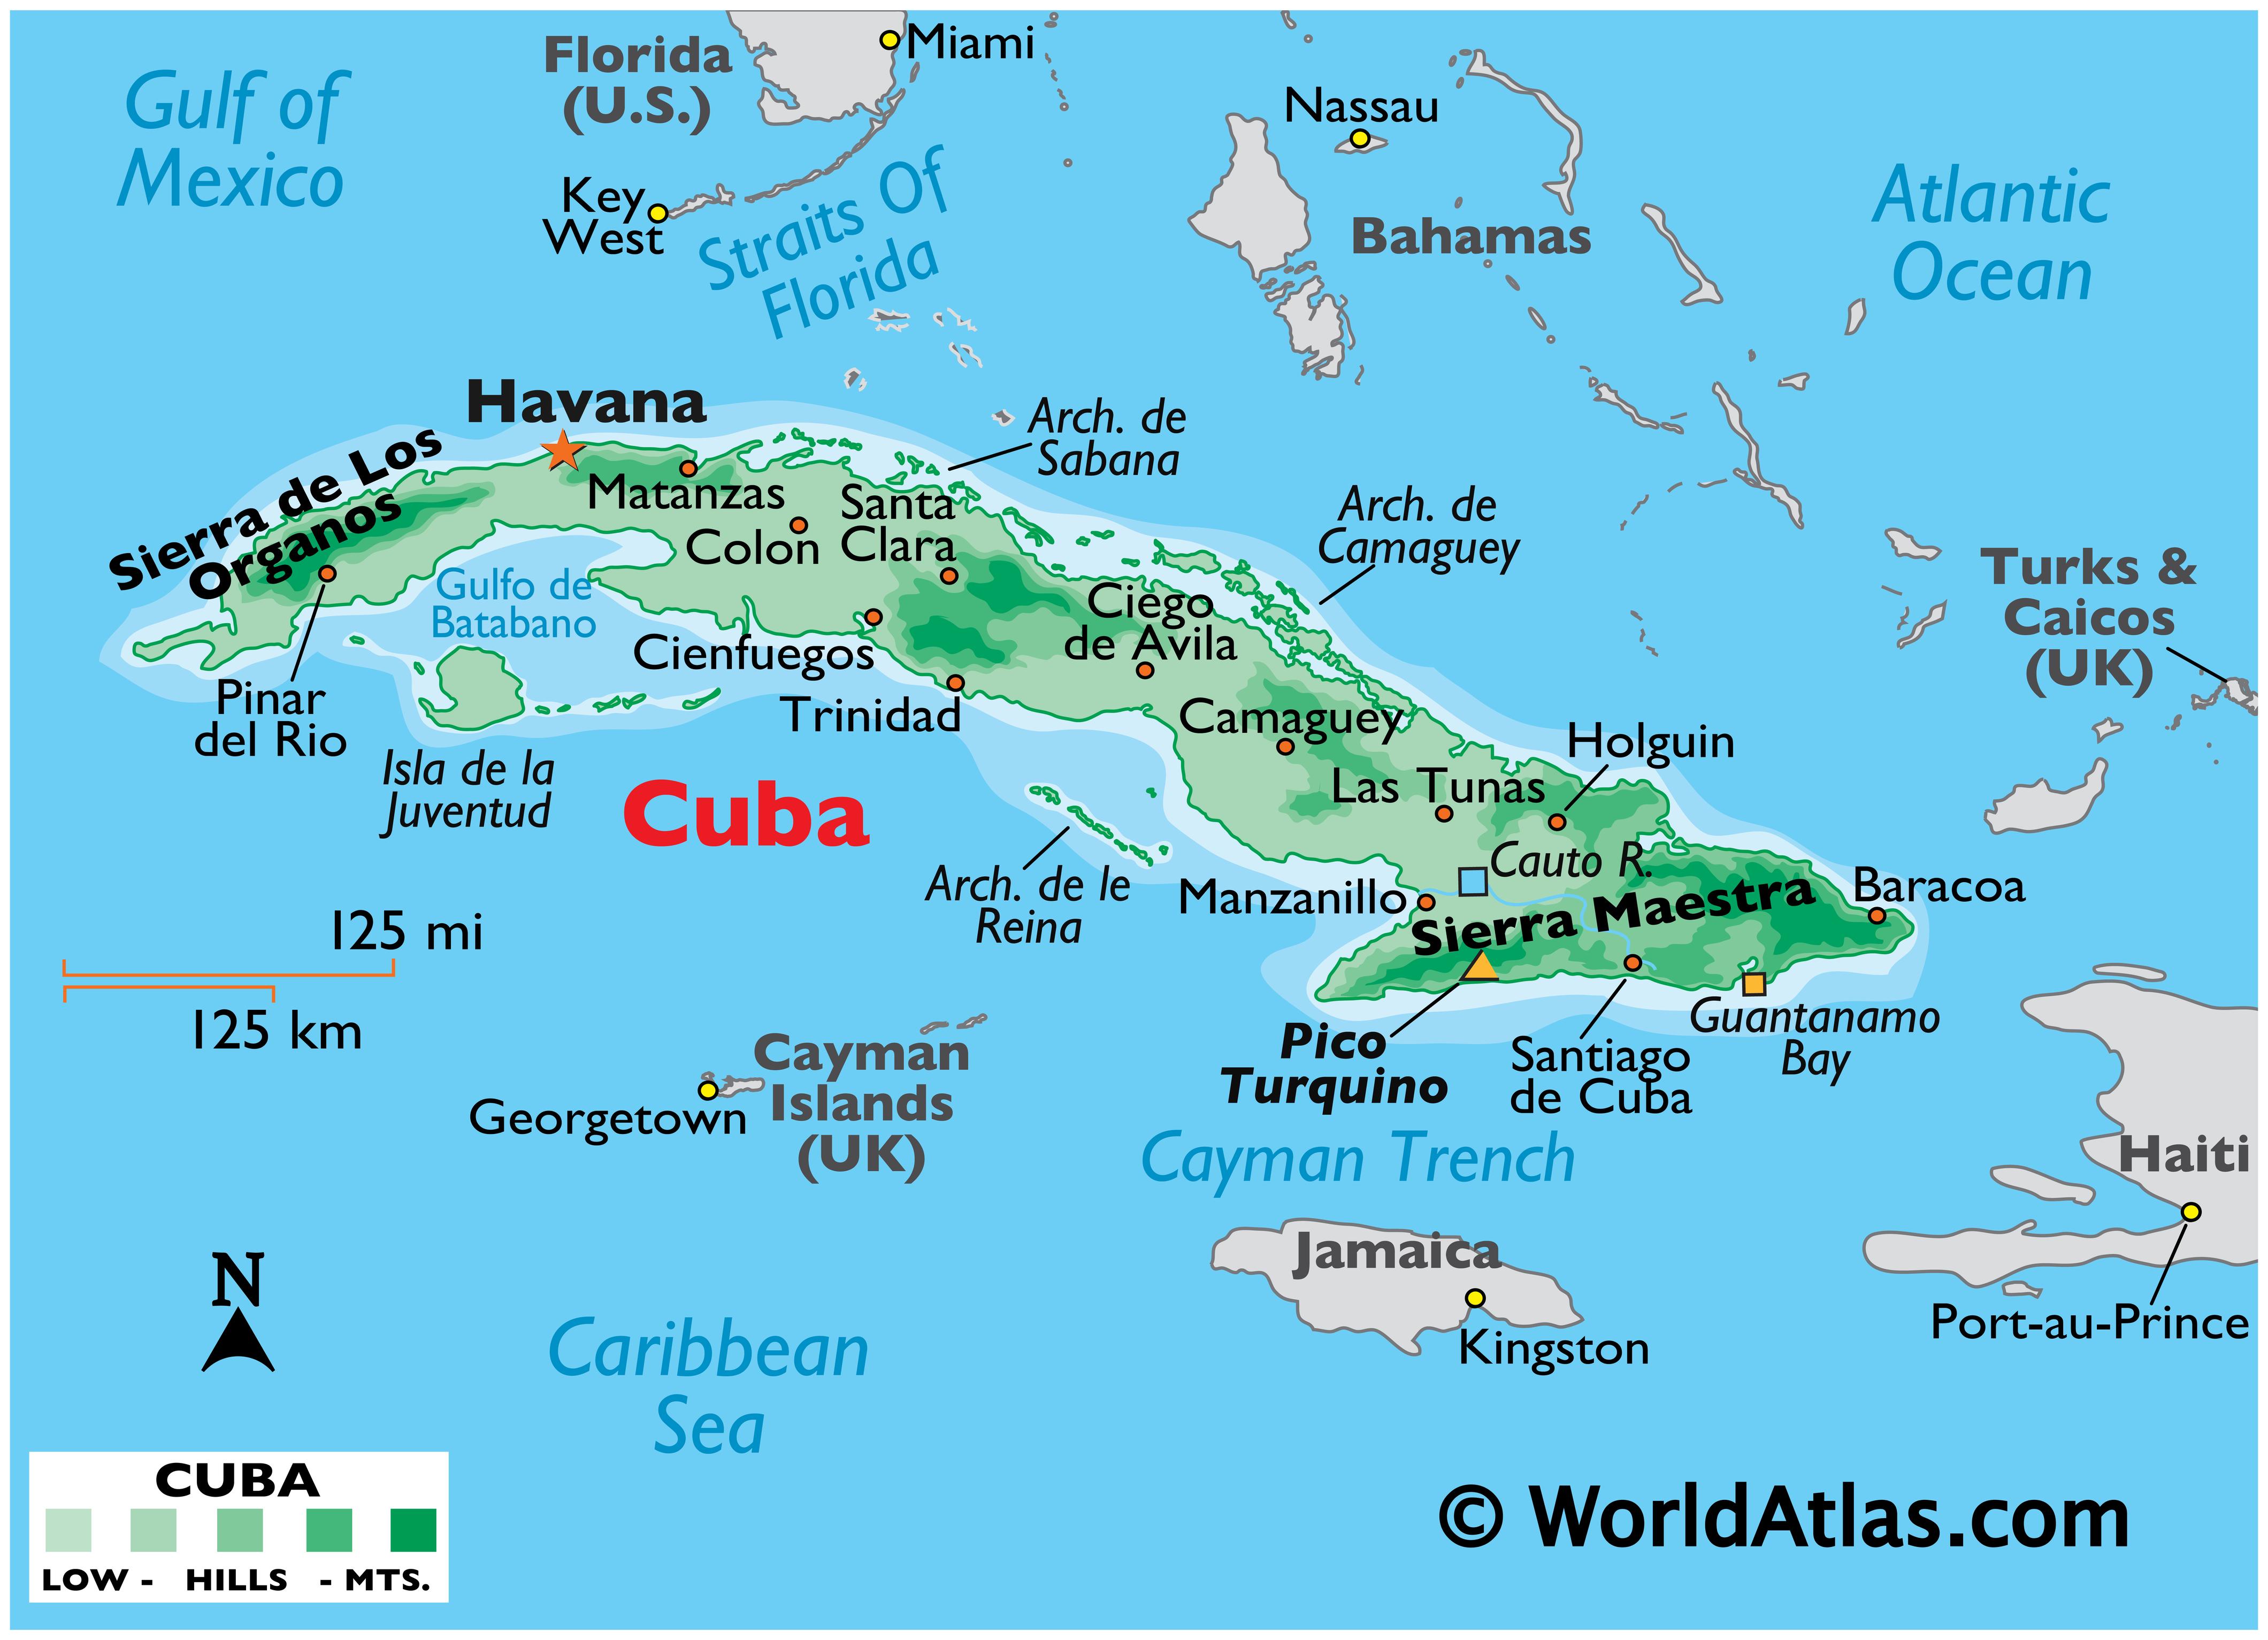 Gulf of
Mexico
Florida
(U.S.)
Miami
Key
West
Straits Of
Florida
Nassau
Bahamas
Atlantic
Ocean
Havana
Sierra de Los
Organos
Matanzas
Colon
Santa
Clara
Arch. de
Sabana
Arch. de
Camaguey
Turks &
Caicos
(UK)
Gulfo de
Batabano
Cienfuegos
Ciego
de Avila
Pinar
del Rio
Trinidad
Camaguey
Holguin
Isla de la
Juventud
Cuba
Las Tunas
Arch. de le
Reina
Cauto R.
Manzanillo
Sierra Maestra
Baracoa
125 mi
125 km
Pico
Turquino
Santiago
de Cuba
Guantanamo
Bay
Cayman
Islands
(UK)
Georgetown
Cayman Trench
Haiti
Jamaica
Kingston
Port-au-Prince
N
Caribbean
Sea
CUBA
LOW - HILLS - MTS.
© WorldAtlas.com